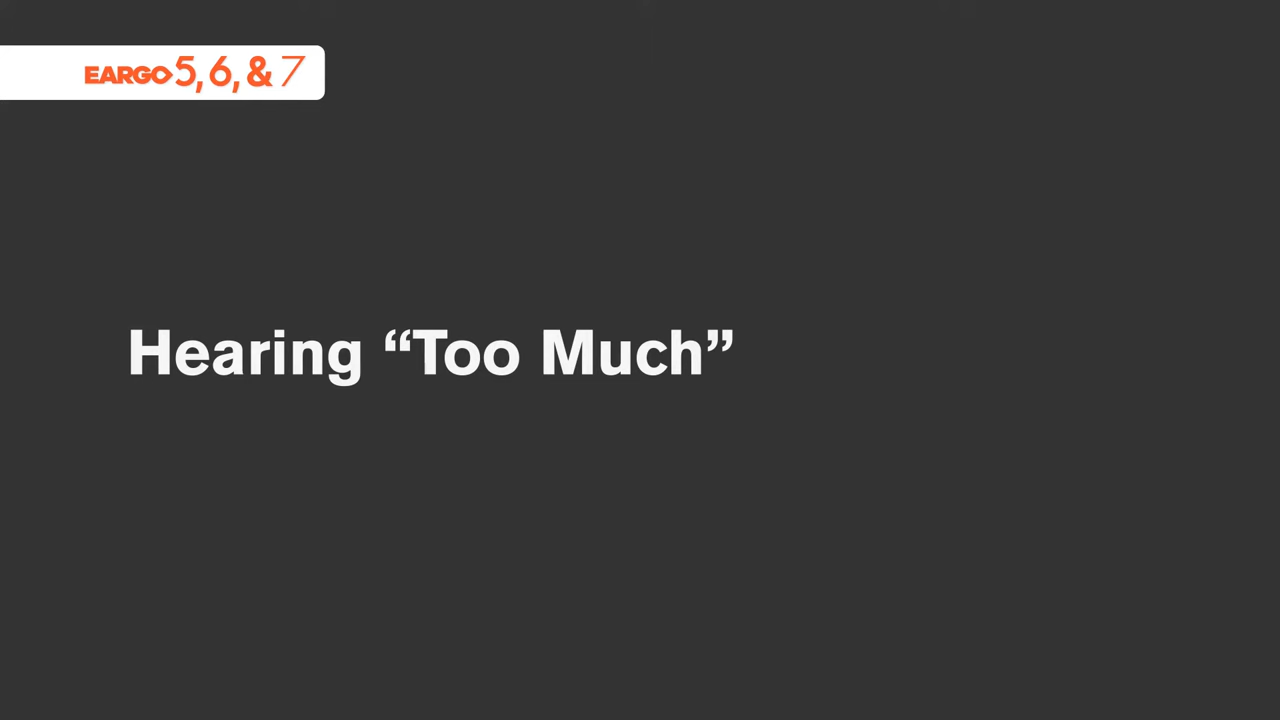 EARGO 5, 6, & 7
Hearing “Too Much”